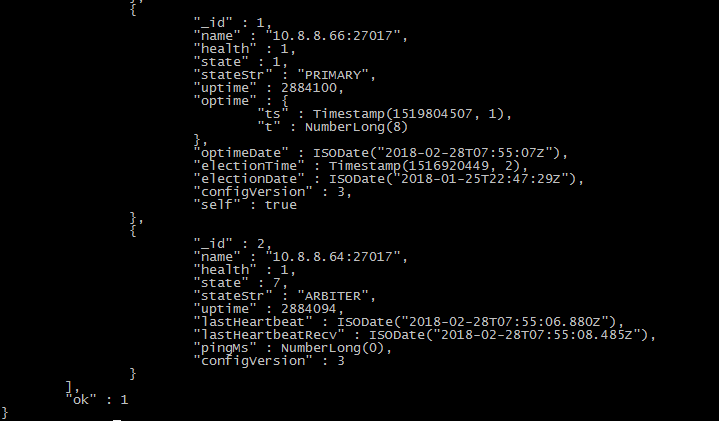 },
{
"_id" : 1,
"name" : "10.8.8.66:27017",
"health" : 1,
"state" : 1,
"stateStr" : "PRIMARY",
"uptime" : 2884100,
"optime" : {
"ts" : Timestamp(1519804507, 1),
"t" : NumberLong(8)
},
"optimeDate" : ISODate("2018-02-28T07:55:07Z"),
"electionTime" : Timestamp(1516920449, 2),
"electionDate" : ISODate("2018-01-25T22:47:29Z"),
"configVersion" : 3,
"self" : true
},
{
"_id" : 2,
"name" : "10.8.8.64:27017",
"health" : 1,
"state" : 7,
"stateStr" : "ARBITER",
"uptime" : 2884094,
"lastHeartbeat" : ISODate("2018-02-28T07:55:06.880Z"),
"lastHeartbeatRecv" : ISODate("2018-02-28T07:55:08.485Z"),
"pingMs" : NumberLong(0),
"configVersion" : 3
}
],
"ok" : 1
}